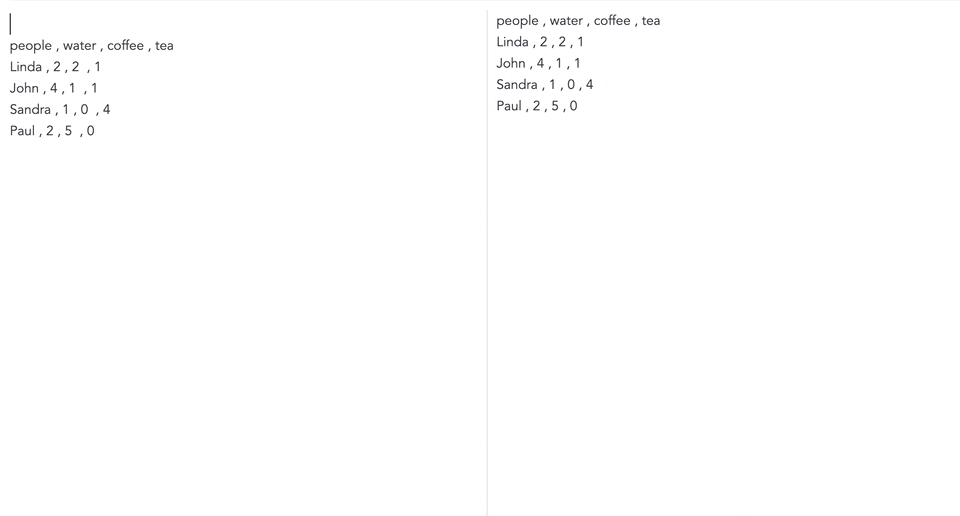 people , water , coffee , tea
Linda , 2 , 2  , 1
John , 4 , 1  , 1
Sandra , 1 , 0  , 4
Paul , 2 , 5  , 0
people , water , coffee , tea
Linda , 2 , 2 , 1
John , 4 , 1 , 1
Sandra , 1 , 0 , 4
Paul , 2 , 5 , 0